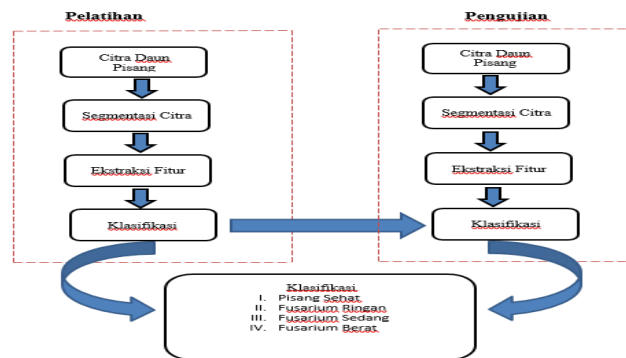 Pelatihan
Citra Daun
Pisang
Segmentasi Citra
Ekstraksi Fitur
Klasifikasi
Pengujian
Citra Daun
Pisang
Segmentasi Citra
Ekstraksi Fitur
Klasifikasi
Klasifikasi
I. Pisang Sehat
II. Fusarium Ringan
III. Fusarium Sedang
IV. Fusarium Berat